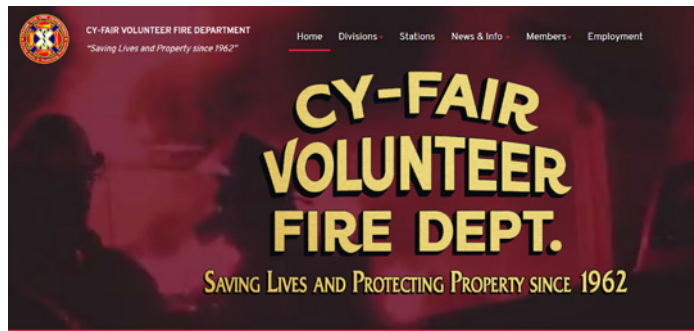 CY-FAIR VOLUNTEER FIRE DEPARTMENT
"Saving Lives and Property since 1962"
Home Divisions Stations News & Info Members Employment
CY-FAIR
VOLUNTEER
FIRE DEPT.
SAVING LIVES AND PROTECTING PROPERTY SINCE 1962